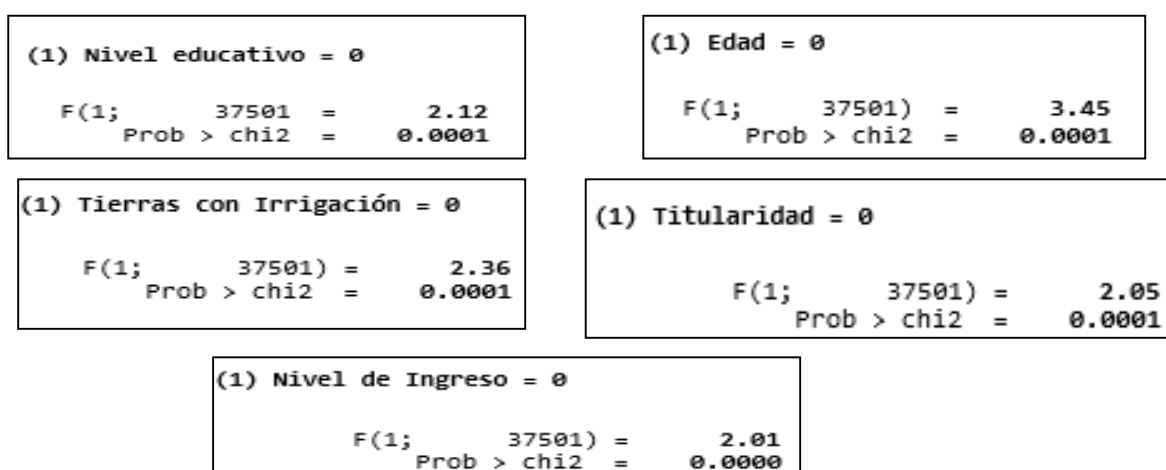 (1) Nivel educativo = 0
F(1; 37501 = 2.12
Prob > chi2 = 0.0001
(1) Edad = 0
F(1; 37501) = 3.45
Prob > chi2 = 0.0001
(1) Tierras con Irrigación = 0
F(1; 37501) = 2.36
Prob > chi2 = 0.0001
(1) Titularidad = 0
F(1; 37501) = 2.05
Prob > chi2 = 0.0001
(1) Nivel de Ingreso = 0
F(1; 37501) = 2.01
Prob > chi2 = 0.0000